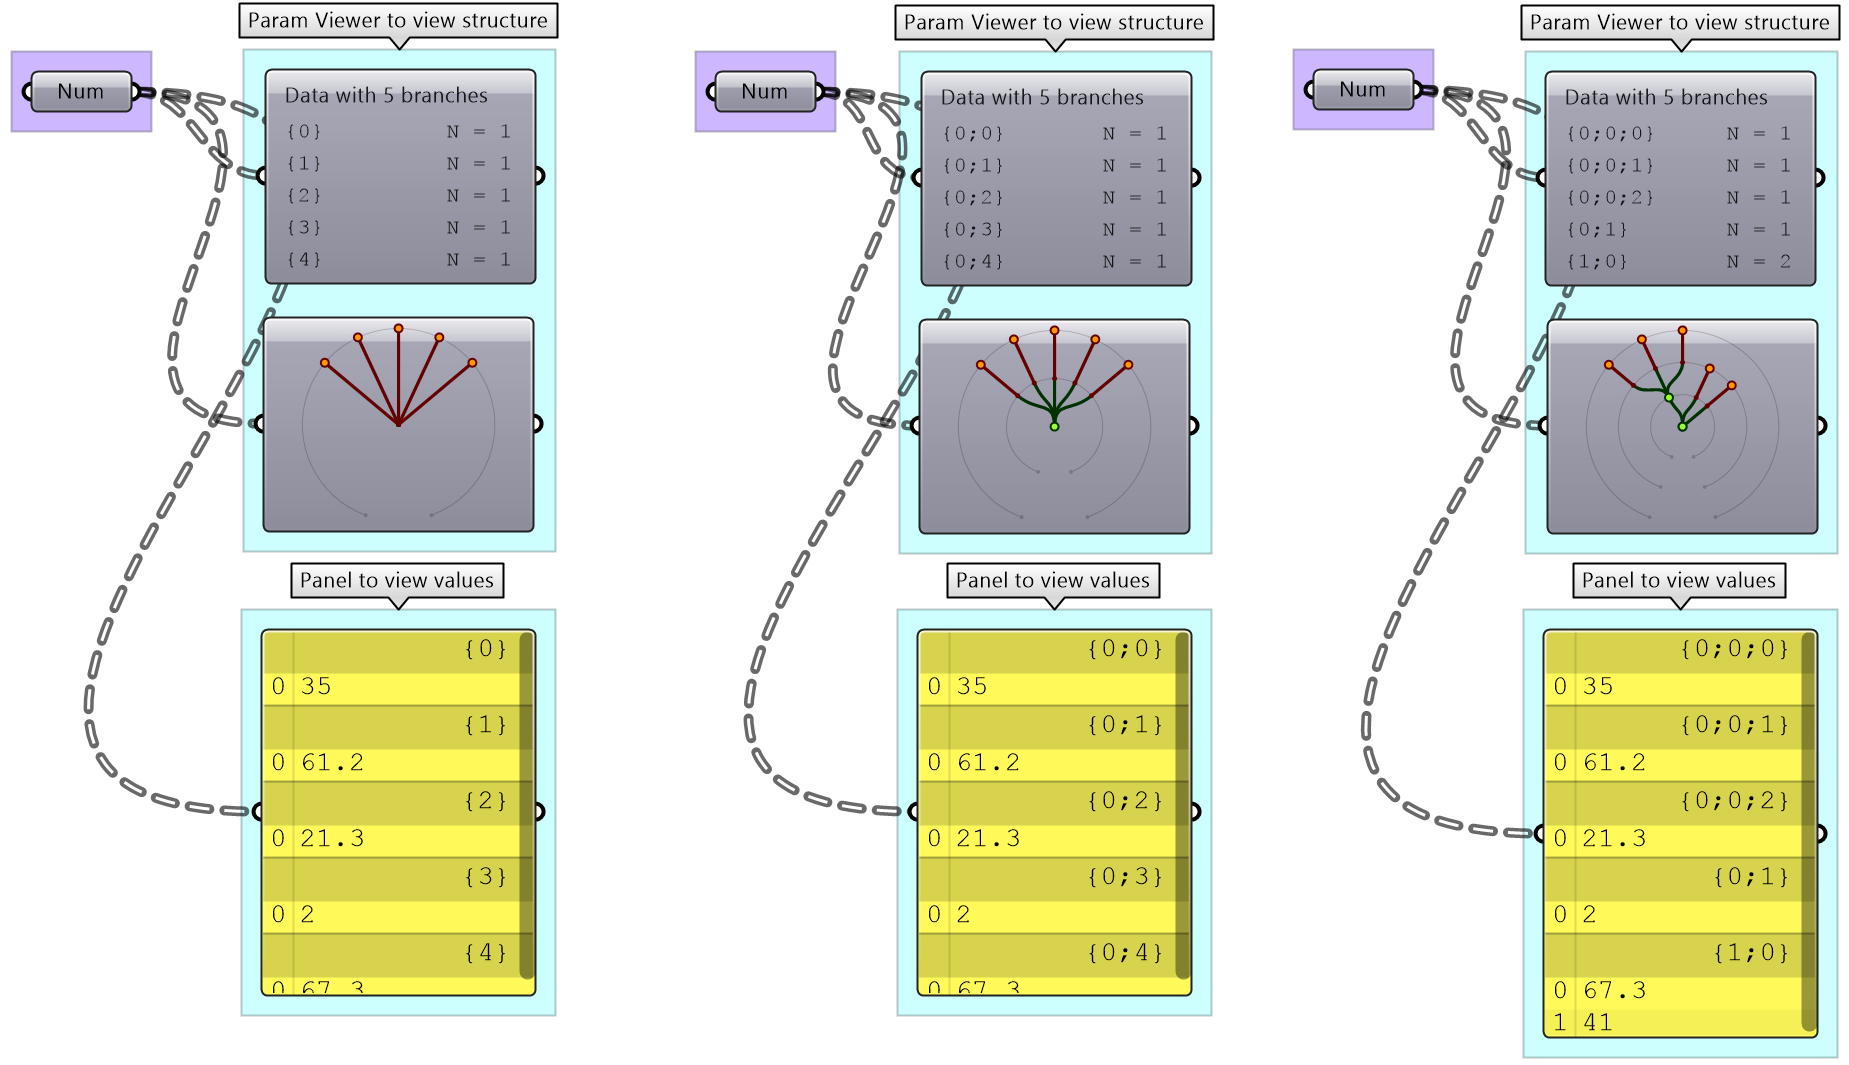 Param Viewer to view structure
Num
Data with 5 branches
{0} N = 1
{1} N = 1
{2} N = 1
{3} N = 1
{4} N = 1
Panel to view values
{0}
0 35
{1}
0 61.2
{2}
0 21.3
{3}
0 2
{4}
0 67.3
Param Viewer to view structure
Num
Data with 5 branches
{0;0} N = 1
{0;1} N = 1
{0;2} N = 1
{0;3} N = 1
{0;4} N = 1
Panel to view values
{0;0}
0 35
{0;1}
0 61.2
{0;2}
0 21.3
{0;3}
0 2
{0;4}
0 67.3
Param Viewer to view structure
Num
Data with 5 branches
{0;0;0} N = 1
{0;0;1} N = 1
{0;0;2} N = 1
{0;1} N = 1
{1;0} N = 2
Panel to view values
{0;0;0}
0 35
{0;0;1}
0 61.2
{0;0;2}
0 21.3
{0;1}
0 2
{1;0}
0 67.3
1 41